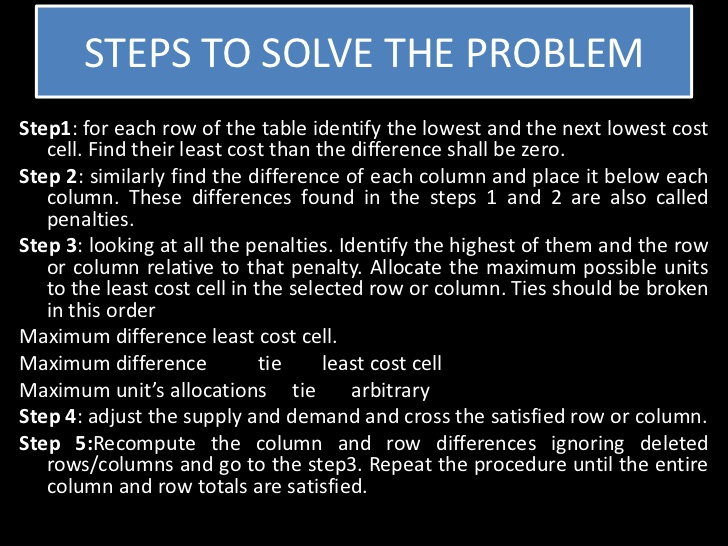 STEPS TO SOLVE THE PROBLEM
Step1: for each row of the table identify the lowest and the next lowest cost
cell. Find their least cost than the difference shall be zero.
Step 2: similarly find the difference of each column and place it below each
column. These differences found in the steps 1 and 2 are also called
penalties.
Step 3: looking at all the penalties. Identify the highest of them and the row
or column relative to that penalty. Allocate the maximum possible units
to the least cost cell in the selected row or column. Ties should be broken
in this order
Maximum difference least cost cell.
Maximum difference tie least cost cell
Maximum unit’s allocations tie arbitrary
Step 4: adjust the supply and demand and cross the satisfied row or column.
Step 5:Recompute the column and row differences ignoring deleted
rows/columns and go to the step3. Repeat the procedure until the entire
column and row totals are satisfied.